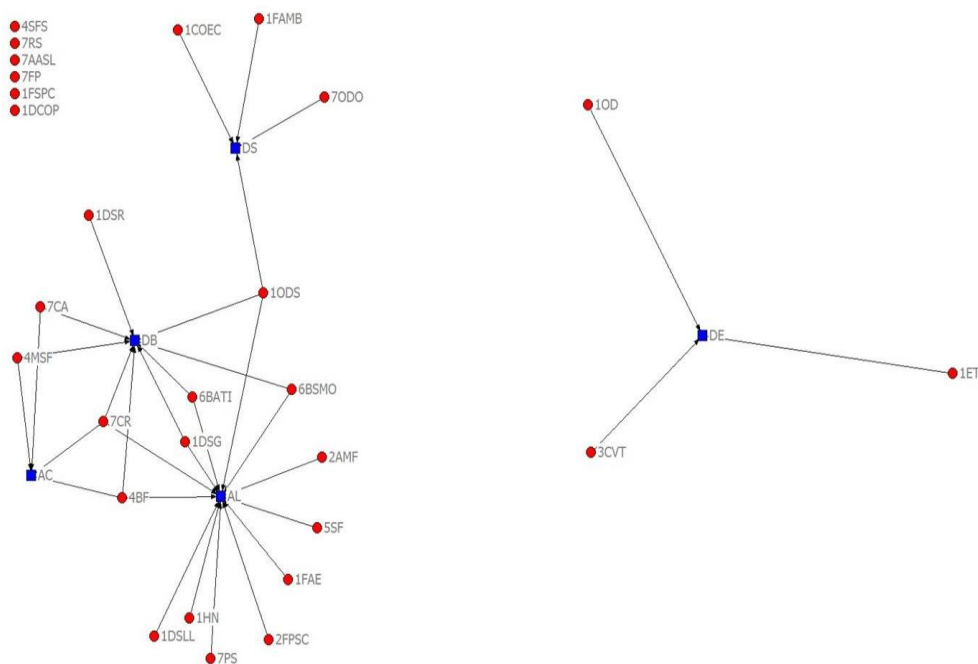 4SFS
7RS
7AASL
7FP
1FSPC
1DCOP
1FAMB
1COEC
7ODO
1OD
DS
1DSR
1ODS
7CA
DE
DB
4MSF
1ET
6BSMO
6BATI
17CR
1DSG
3CVT
2AMF
AC
AL
4BF
5SF
1FAE
1HN
1DSLL
2FPSC
7PS